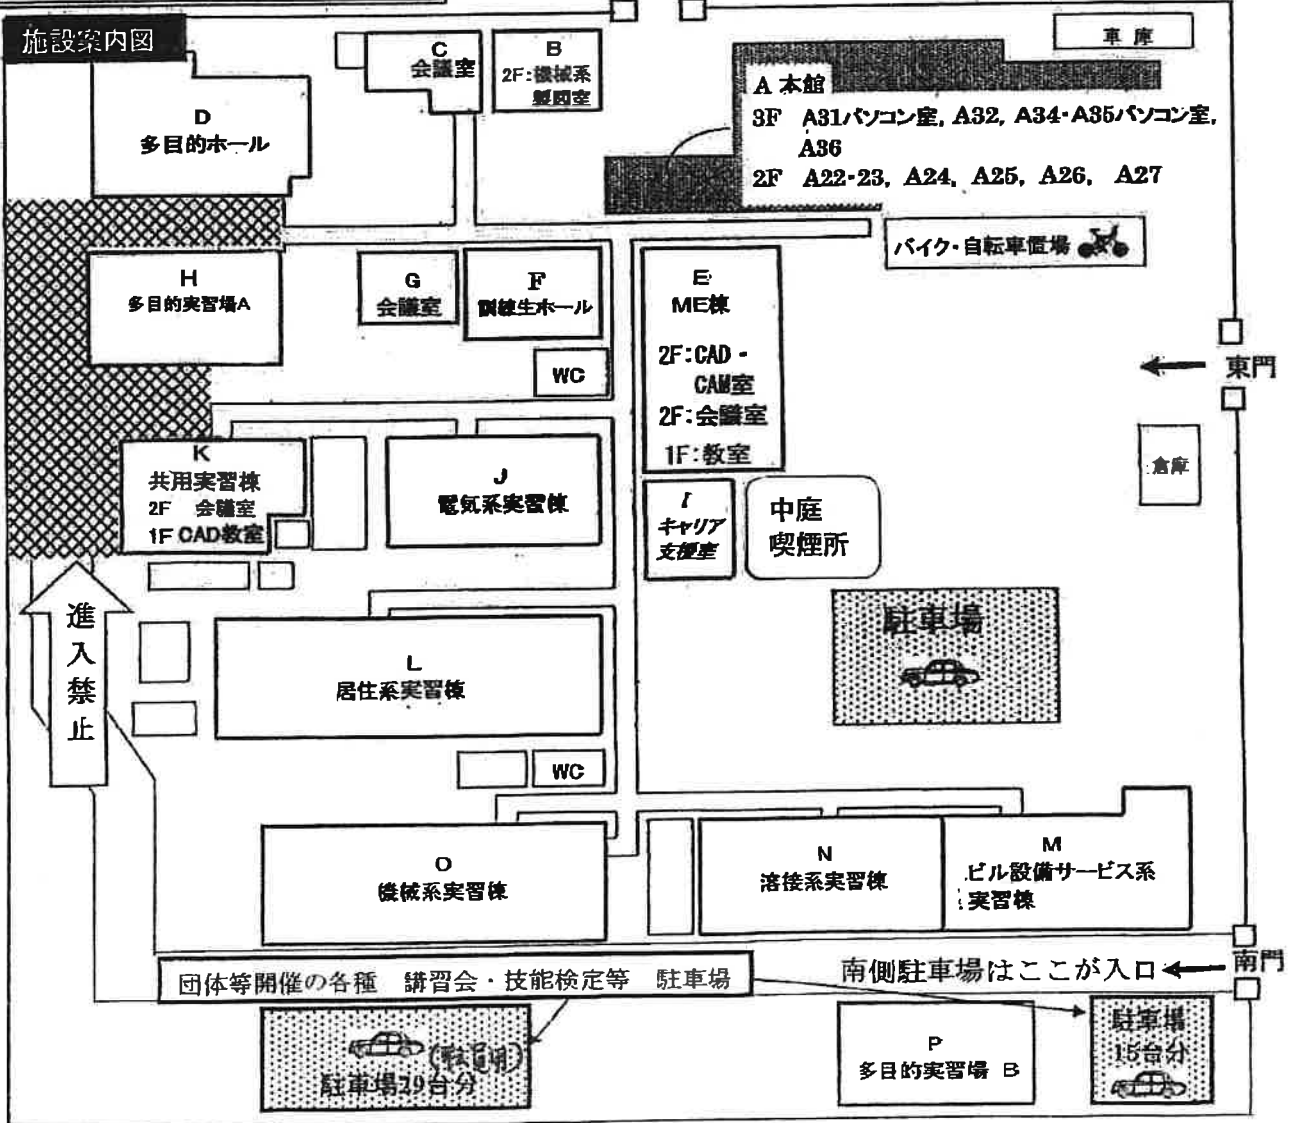 施設案内図
C
会議室
B
2F:機械系
製図室
車庫
A 本館
3F A31パソコン室, A32, A34・A35パソコン室,
A36
2F A22・23, A24, A25, A26, A27
D
多目的ホール
バイク・自転車置場
H
多目的実習場A
G
会議室
F
訓練生ホール
WC
E
ME棟
2F:CAD・
CAM室
2F:会議室
1F:教室
東門
倉庫
K
共用実習棟
2F 会議室
1F CAD教室
J
電気系実習棟
I
キャリア
支援室
中庭
喫煙所
駐車場
進入禁止
L
居住系実習棟
WC
O
機械系実習棟
N
溶接系実習棟
M
ビル設備サービス系
実習棟
団体等開催の各種 講習会・技能検定等 駐車場
南側駐車場はここが入口
南門
駐車場29台分
P
多目的実習場 B
駐車場
15台分